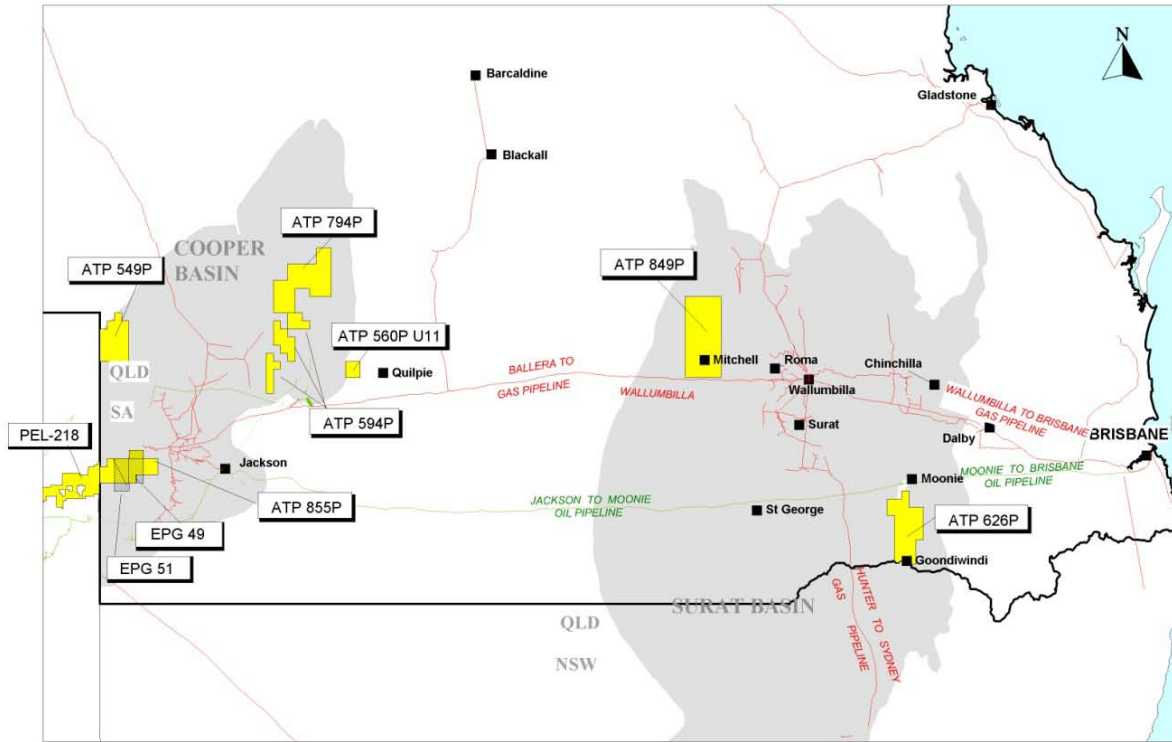 N
Barcaldine
Gladstone
Blackall
ATP 794P
COOPER
BASIN
ATP 549P
ATP 849P
ATP 560P U11
Mitchell
Roma
Chinchilla
Quilpie
BALLERA TO
GAS PIPELINE
WALLUMBILLA
Wallumbilla
WALLUMBILLA TO BRISBANE
GAS PIPELINE
QLD
SA
ATP 594P
Surat
Dalby
BRISBANE
PEL-218
Jackson
Moonie
MOONIE TO BRISBANE
OIL PIPELINE
JACKSON TO MOONIE
OIL PIPELINE
St George
ATP 855P
ATP 626P
EPG 49
EPG 51
Goondiwindi
SURAT BASIN
QLD
NSW
HUNTER TO SYDNEY
GAS PIPELINE